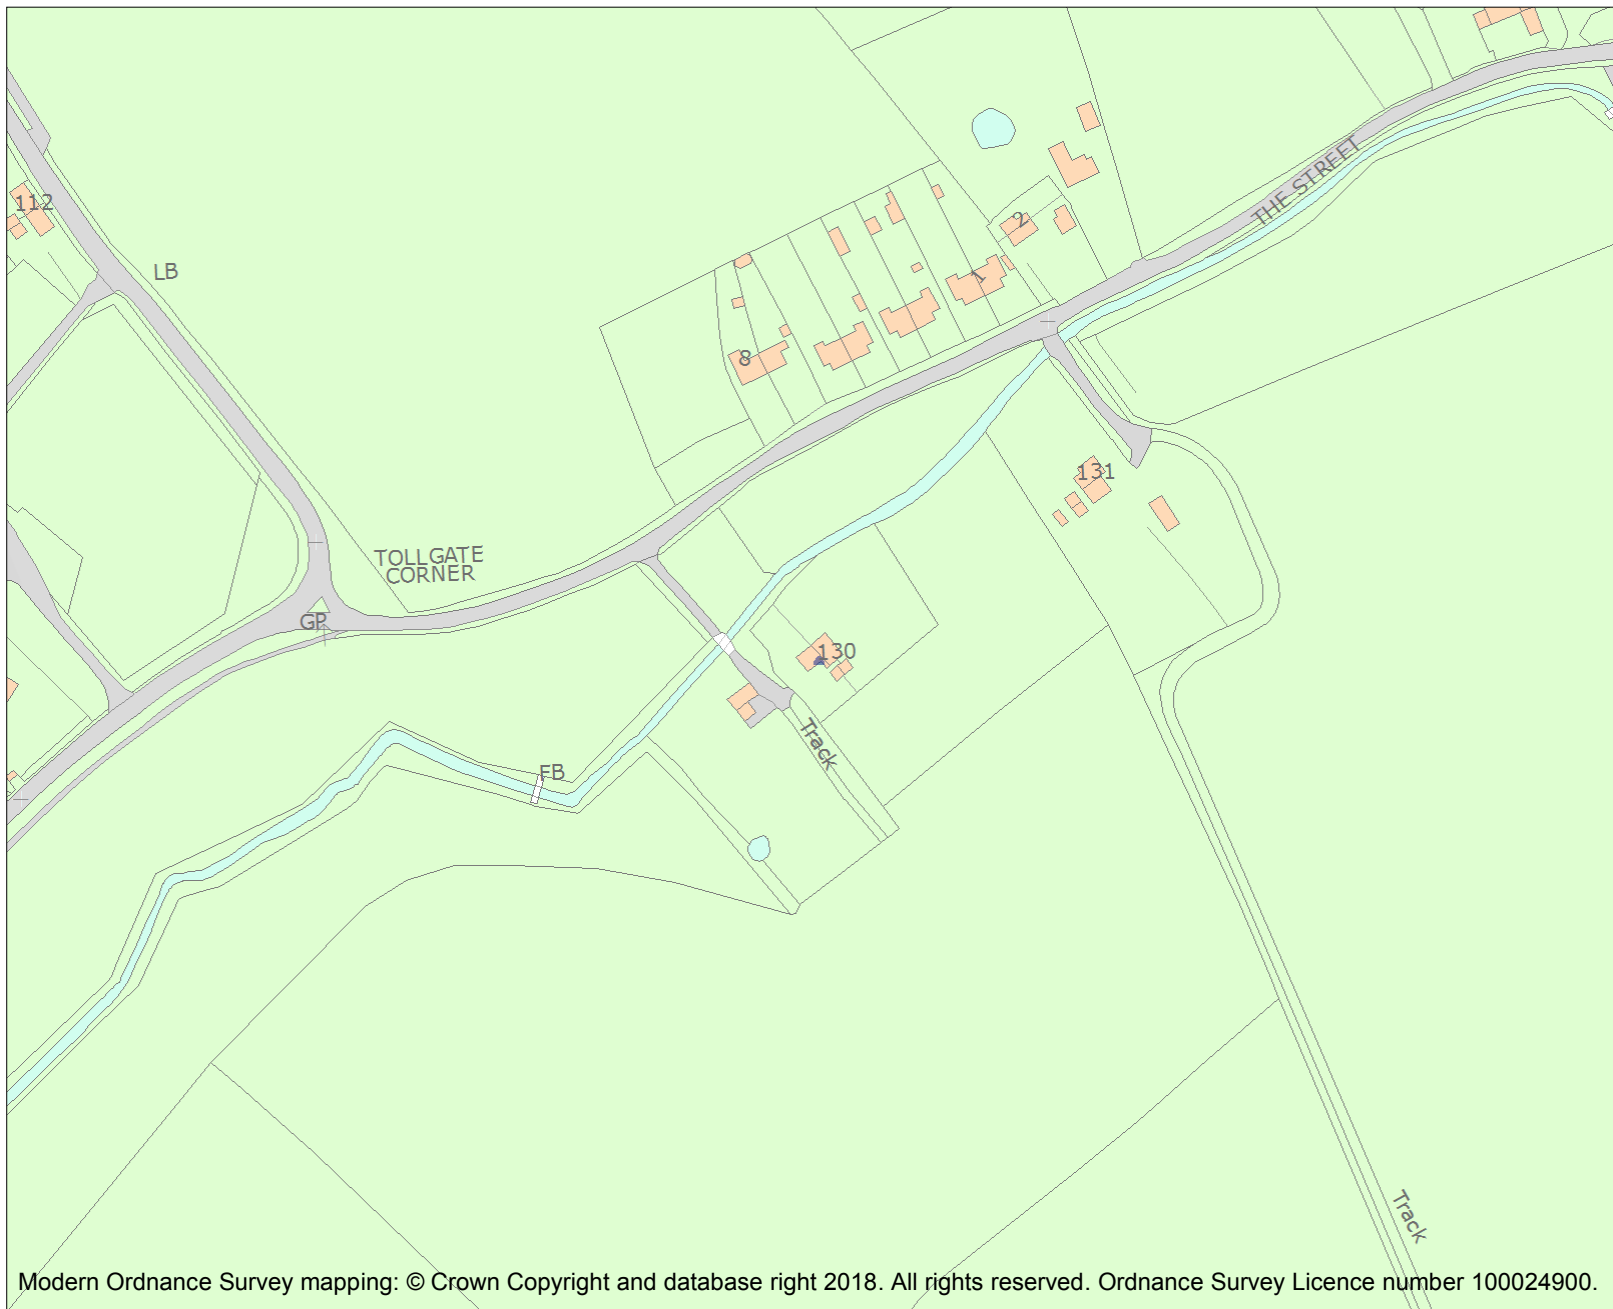 THE STREET
112
2
LB
1
8
131
TOLLGATE
CORNER
GP
130
Track
FB
Track
Modern Ordnance Survey mapping: © Crown Copyright and database right 2018. All rights reserved. Ordnance Survey Licence number 100024900.